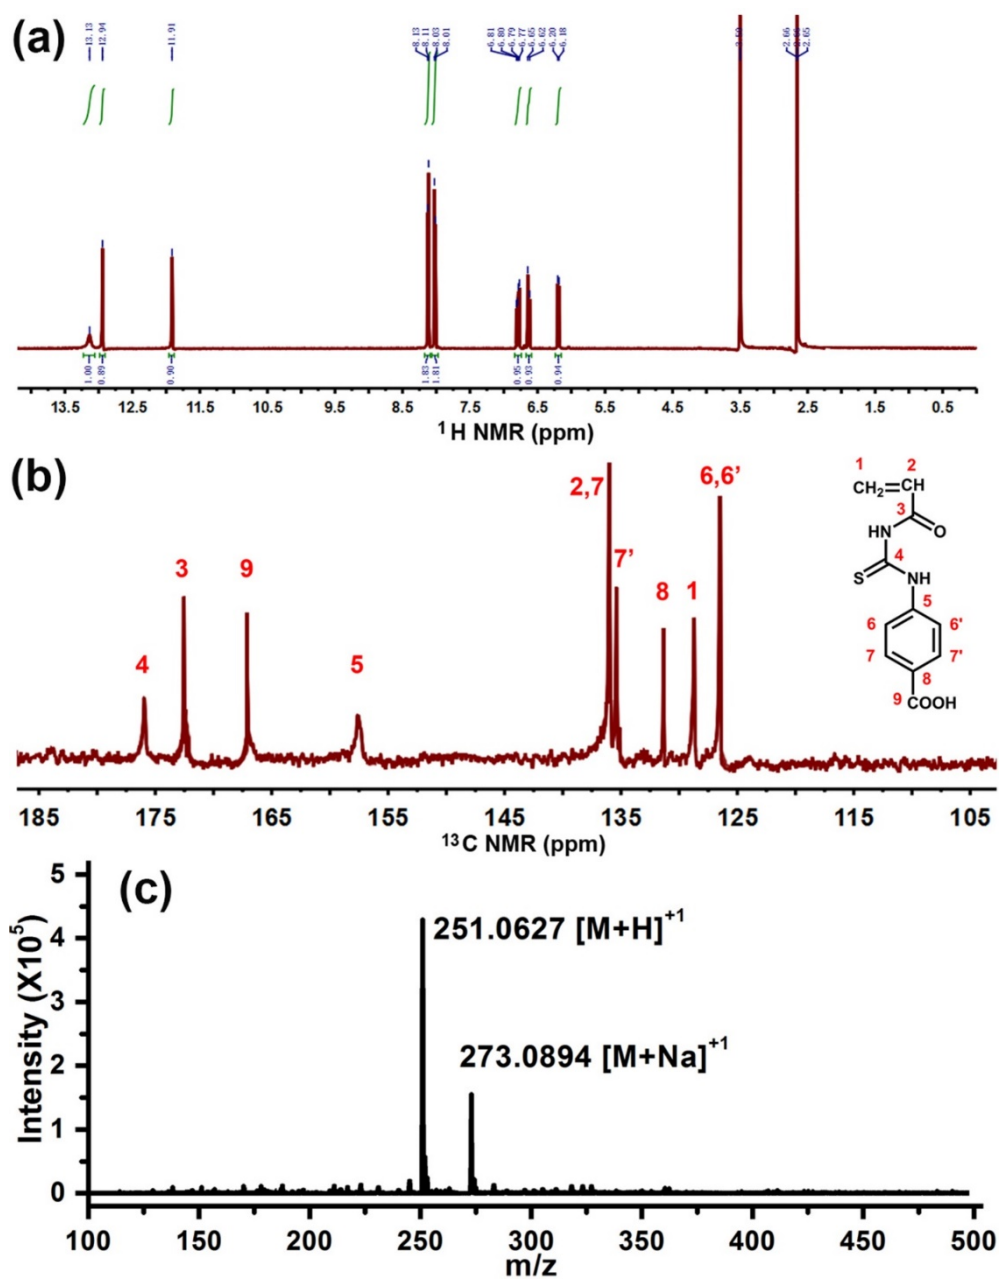 (a)
13.13
12.94
11.91
8.13
8.11
8.03
8.01
6.81
6.80
6.79
6.77
6.65
6.62
6.20
6.18
2.66
2.65
1.00
0.89
0.90
1.83
1.81
0.95
0.93
0.94
13.5 12.5 11.5 10.5 9.5 8.5 7.5 6.5 5.5 4.5 3.5 2.5 1.5 0.5
1H NMR (ppm)
(b)
4
3
9
5
2,7
7’
8
1
6,6’
1 2
CH2=CH
3
HN O
4
S NH
5
6 6'
7 7'
8
9 COOH
185 175 165 155 145 135 125 115 105
13C NMR (ppm)
(c)
251.0627 [M+H]+1
273.0894 [M+Na]+1
Intensity (X10^5)
5
4
3
2
1
0
100 150 200 250 300 350 400 450 500
m/z